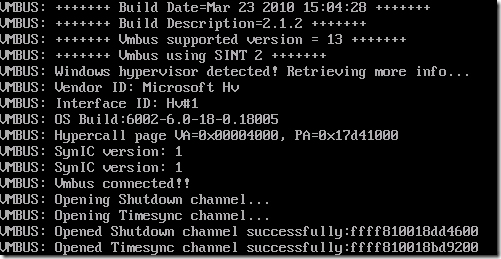 VMBUS: +++++++ Build Date=Mar 23 2010 15:04:28 +++++++
VMBUS: +++++++ Build Description=2.1.2 +++++++
VMBUS: +++++++ Vmbus supported version = 13 +++++++
VMBUS: +++++++ Vmbus using SINT 2 +++++++
VMBUS: Windows hypervisor detected! Retrieving more info...
VMBUS: Vendor ID: Microsoft Hv
VMBUS: Interface ID: Hv#1
VMBUS: OS Build:6002-6.0-18-0.18005
VMBUS: Hypercall page VA=0x00004000, PA=0x17d41000
VMBUS: SynIC version: 1
VMBUS: SynIC version: 1
VMBUS: Vmbus connected!!
VMBUS: Opening Shutdown channel...
VMBUS: Opening Timesync channel...
VMBUS: Opened Shutdown channel successfully:ffff810018dd4600
VMBUS: Opened Timesync channel successfully:ffff810018bd9200